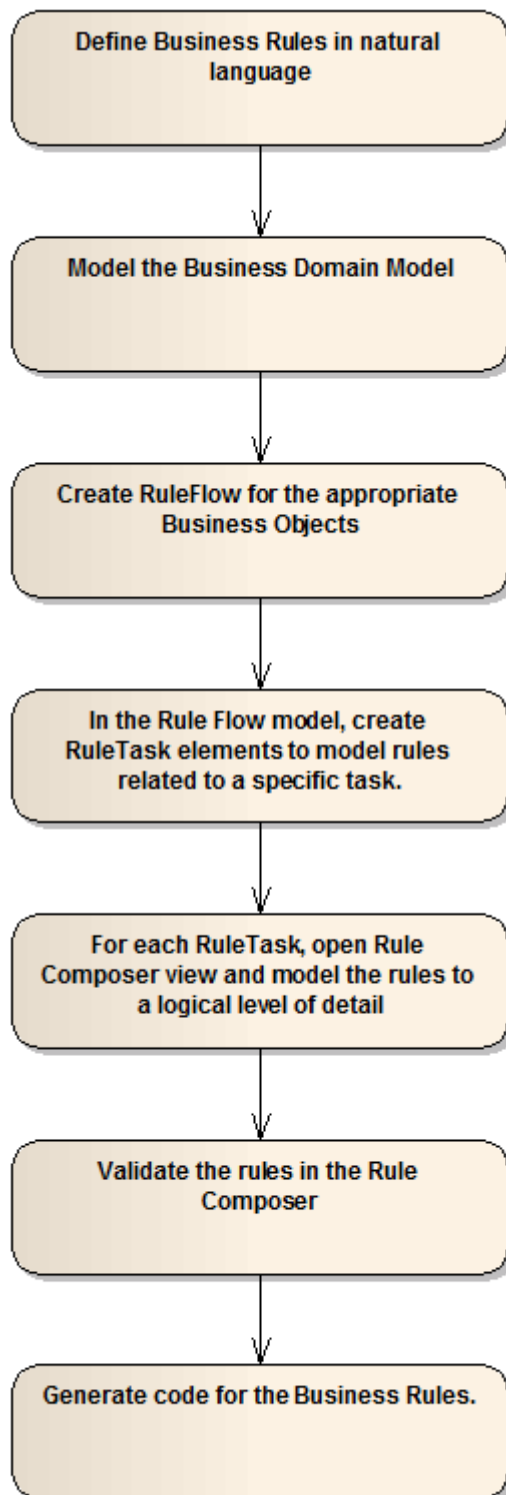 Define Business Rules in natural
language
Model the Business Domain Model
Create RuleFlow for the appropriate
Business Objects
In the Rule Flow model, create
RuleTask elements to model rules
related to a specific task.
For each RuleTask, open Rule
Composer view and model the rules to
a logical level of detail
Validate the rules in the Rule
Composer
Generate code for the Business Rules.